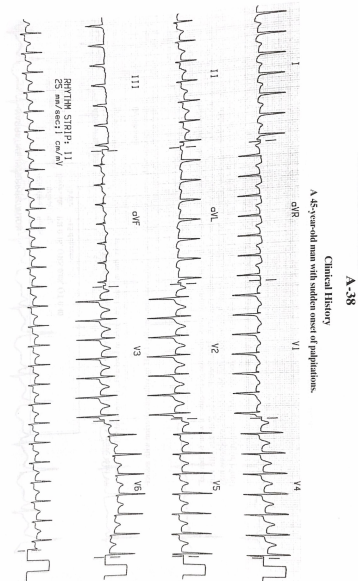 A-38
Clinical History
A 45-year-old man with sudden onset of palpitations.
I
aVR
V1
V4
II
aVL
V2
V5
III
aVF
V3
V6
RHYTHM STRIP: II
25 mm/sec;1 cm/mV